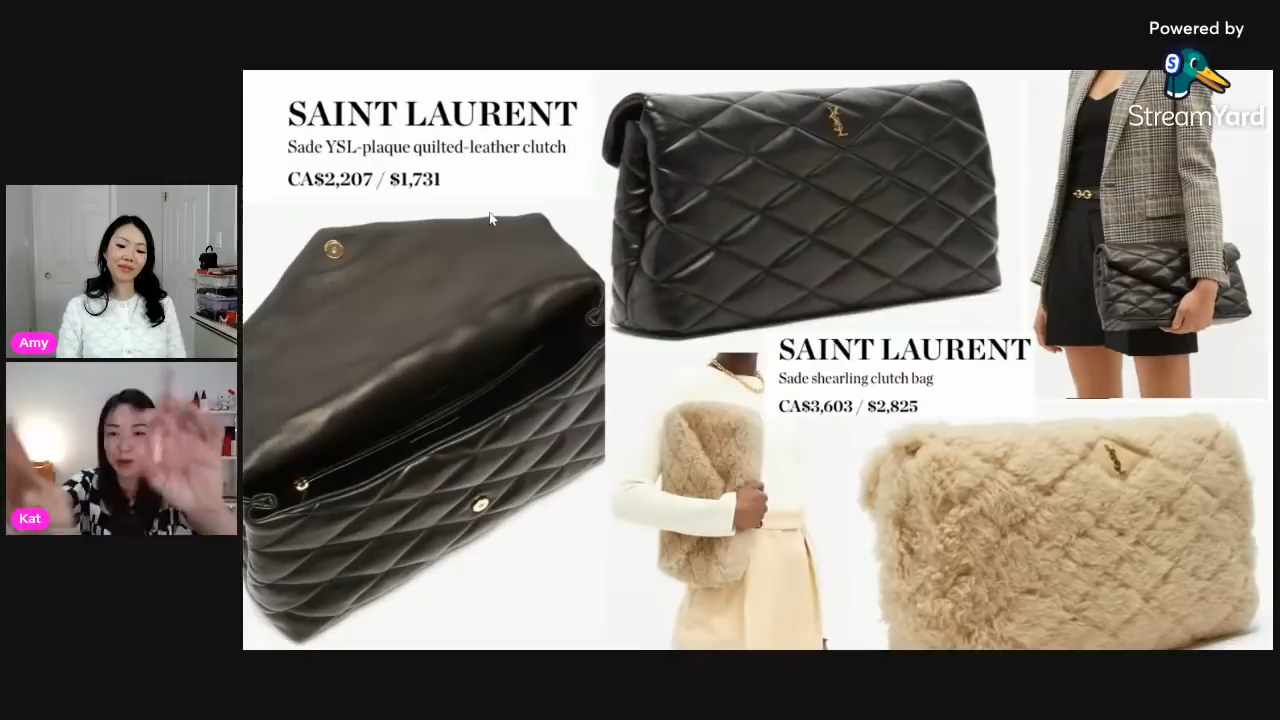 Powered by
S
StreamYard
SAINT LAURENT
Sade YSL-plaque quilted-leather clutch
CA$2,207 / $1,731
YSL
SAINT LAURENT
Sade shearling clutch bag
CA$3,603 / $2,825
Amy
Kat